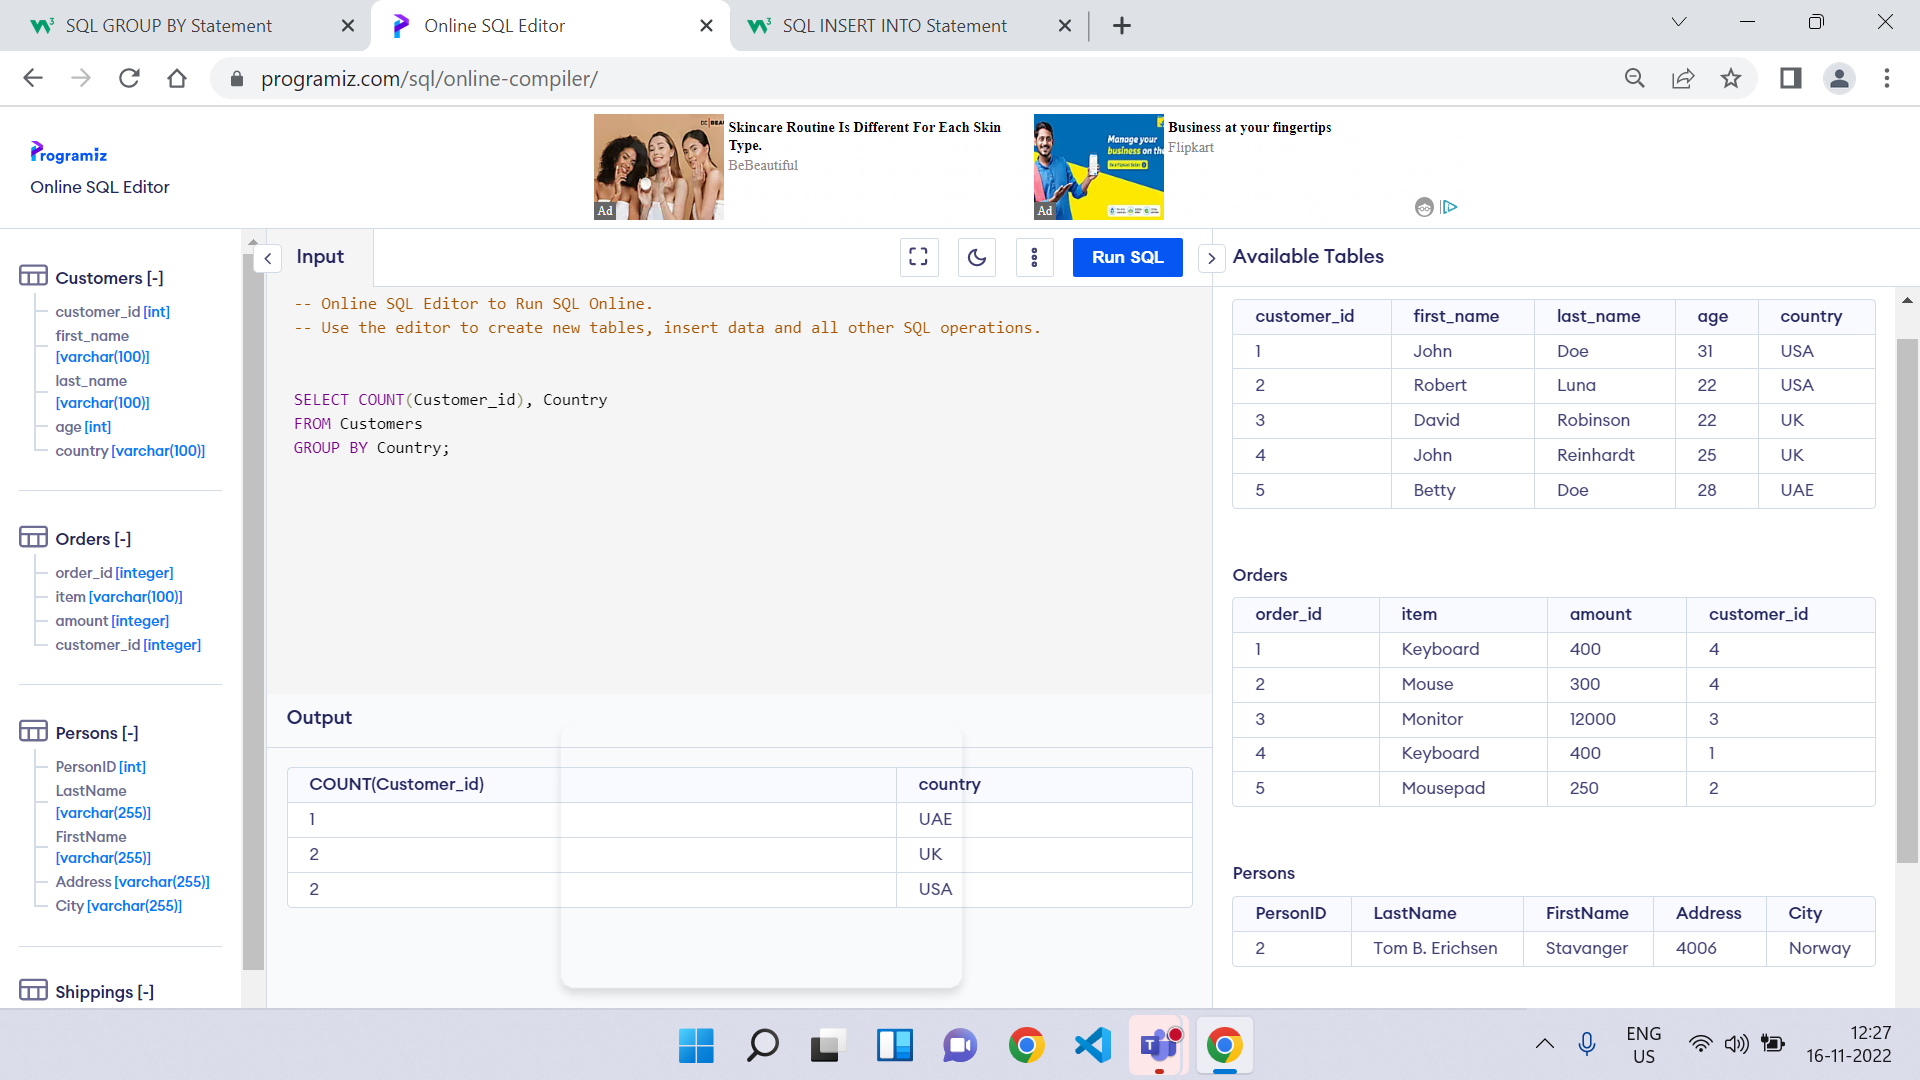 SQL GROUP BY Statement
Online SQL Editor
SQL INSERT INTO Statement
programiz.com/sql/online-compiler/
Programiz
Online SQL Editor
Skincare Routine Is Different For Each Skin
Type.
BeBeautiful
Ad
Manage your
business on th
Business at your fingertips
Flipkart
Ad
Customers [-]
customer_id [int]
first_name
[varchar(100)]
last_name
[varchar(100)]
age [int]
country [varchar(100)]
Orders [-]
order_id [integer]
item [varchar(100)]
amount [integer]
customer_id [integer]
Persons [-]
PersonID [int]
LastName
[varchar(255)]
FirstName
[varchar(255)]
Address [varchar(255)]
City [varchar(255)]
Shippings [-]
Input
Run SQL
-- Online SQL Editor to Run SQL Online.
-- Use the editor to create new tables, insert data and all other SQL operations.
SELECT COUNT(Customer_id), Country
FROM Customers
GROUP BY Country;
Output
COUNT(Customer_id) country
1 UAE
2 UK
2 USA
Available Tables
customer_id first_name last_name age country
1 John Doe 31 USA
2 Robert Luna 22 USA
3 David Robinson 22 UK
4 John Reinhardt 25 UK
5 Betty Doe 28 UAE
Orders
order_id item amount customer_id
1 Keyboard 400 4
2 Mouse 300 4
3 Monitor 12000 3
4 Keyboard 400 1
5 Mousepad 250 2
Persons
PersonID LastName FirstName Address City
2 Tom B. Erichsen Stavanger 4006 Norway
ENG
US
12:27
16-11-2022